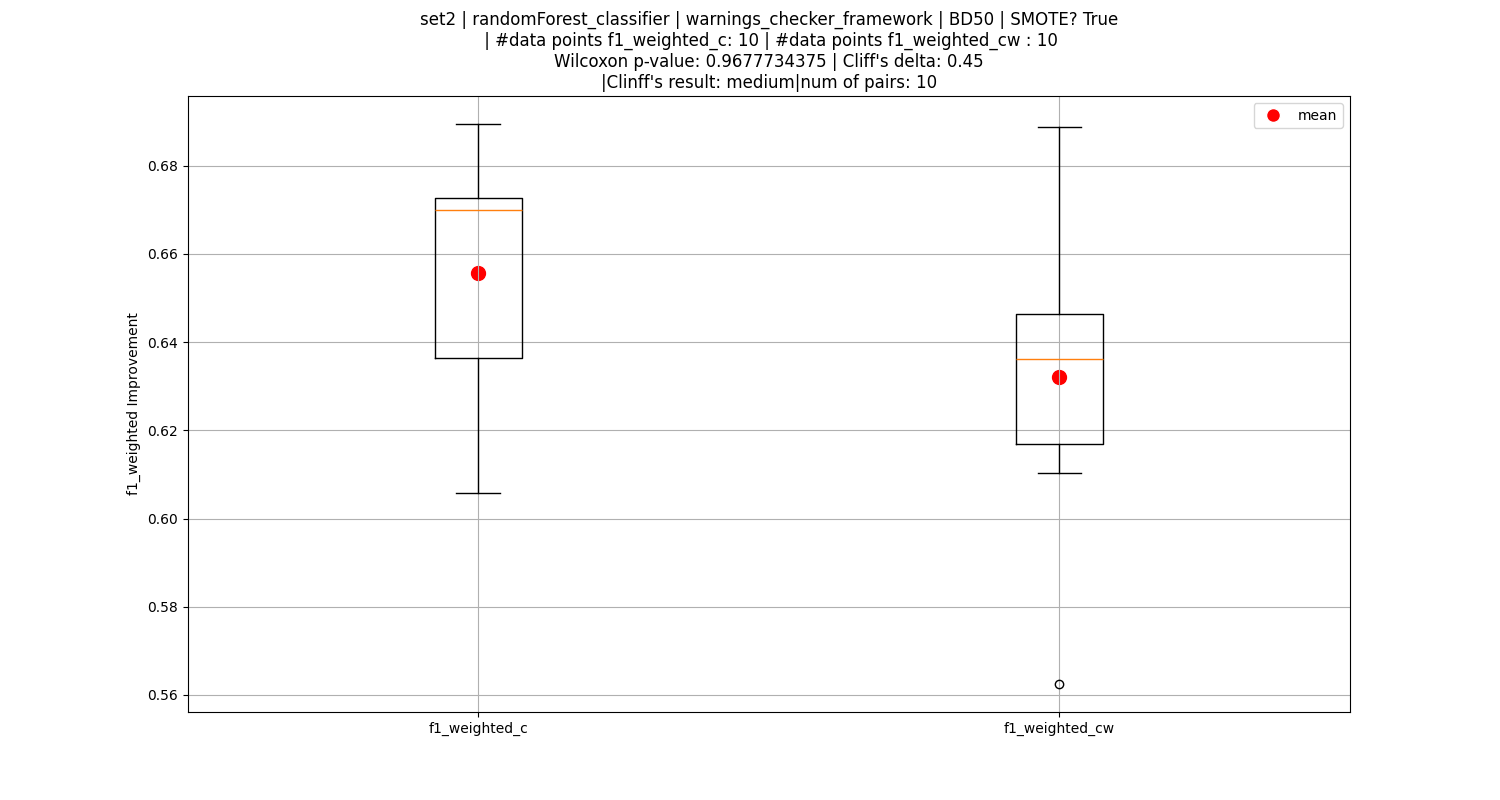 set2 | randomForest_classifier | warnings_checker_framework | BD50 | SMOTE? True
| #data points f1_weighted_c: 10 | #data points f1_weighted_cw : 10
Wilcoxon p-value: 0.9677734375 | Cliff's delta: 0.45
|Clinff's result: medium|num of pairs: 10
mean
0.68
0.66
0.64
0.62
0.60
0.58
0.56
f1_weighted Improvement
f1_weighted_c
f1_weighted_cw